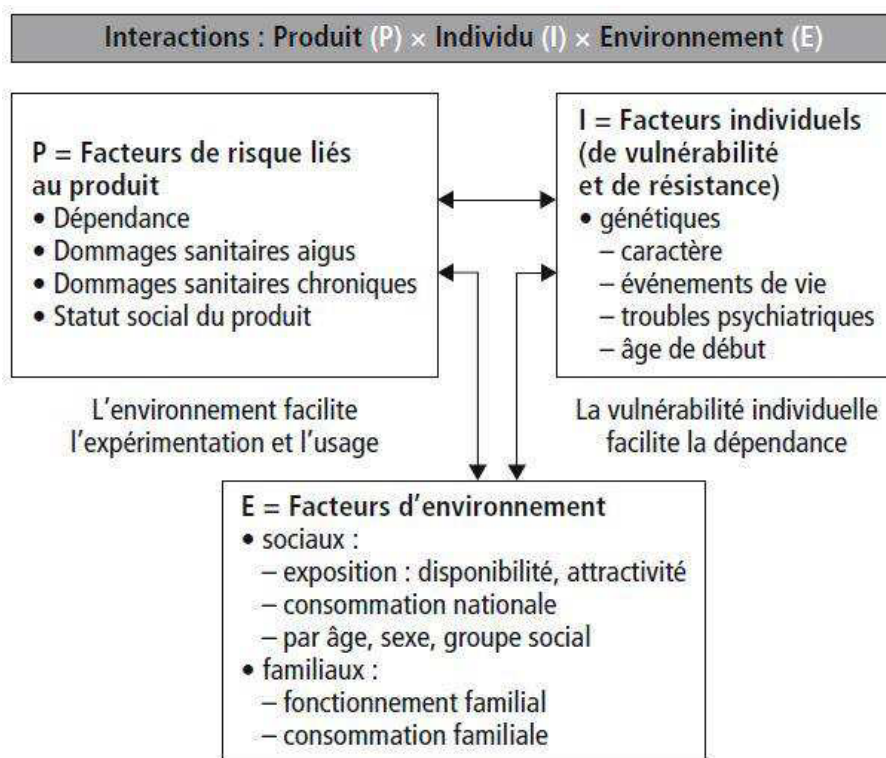 Interactions : Produit (P) × Individu (I) × Environnement (E)
P = Facteurs de risque liés
au produit
• Dépendance
• Dommages sanitaires aigus
• Dommages sanitaires chroniques
• Statut social du produit
I = Facteurs individuels
(de vulnérabilité
et de résistance)
• génétiques
– caractère
– événements de vie
– troubles psychiatriques
– âge de début
L'environnement facilite
l'expérimentation et l'usage
La vulnérabilité individuelle
facilite la dépendance
E = Facteurs d'environnement
• sociaux :
– exposition : disponibilité, attractivité
– consommation nationale
– par âge, sexe, groupe social
• familiaux :
– fonctionnement familial
– consommation familiale